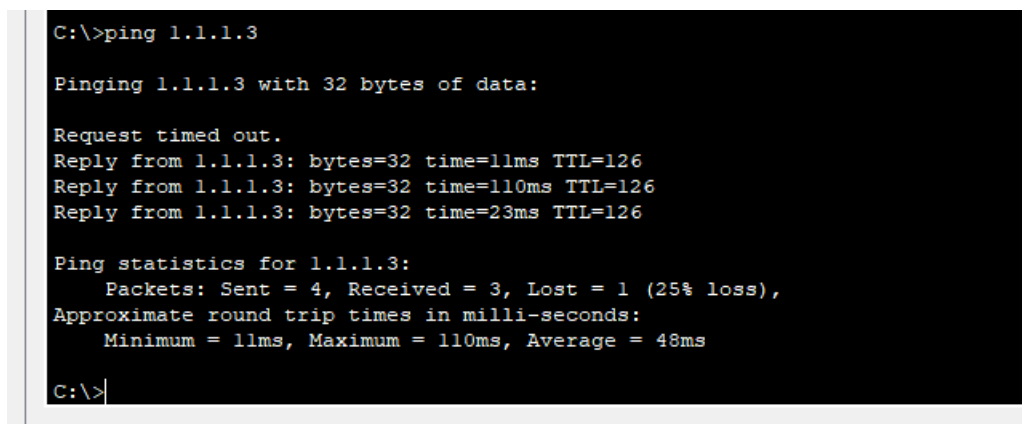 C:\>ping 1.1.1.3
Pinging 1.1.1.3 with 32 bytes of data:
Request timed out.
Reply from 1.1.1.3: bytes=32 time=11ms TTL=126
Reply from 1.1.1.3: bytes=32 time=110ms TTL=126
Reply from 1.1.1.3: bytes=32 time=23ms TTL=126
Ping statistics for 1.1.1.3:
    Packets: Sent = 4, Received = 3, Lost = 1 (25% loss),
Approximate round trip times in milli-seconds:
    Minimum = 11ms, Maximum = 110ms, Average = 48ms
C:\>